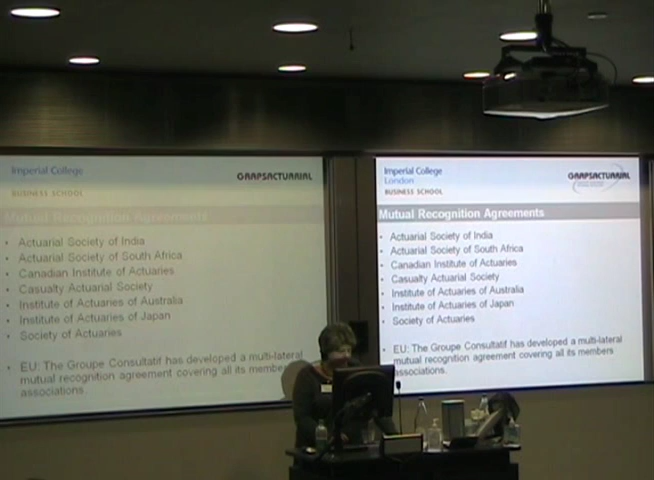 Imperial College
BUSINESS SCHOOL
GAAPSACTUARIAL
Mutual Recognition Agreements
• Actuarial Society of India
• Actuarial Society of South Africa
• Canadian Institute of Actuaries
• Casualty Actuarial Society
• Institute of Actuaries of Australia
• Institute of Actuaries of Japan
• Society of Actuaries
• EU: The Groupe Consultatif has developed a multi-lateral
mutual recognition agreement covering all its members
associations.
Imperial College
London
BUSINESS SCHOOL
Mutual Recognition Agreements
• Actuarial Society of India
• Actuarial Society of South Africa
• Canadian Institute of Actuaries
• Casualty Actuarial Society
• Institute of Actuaries of Australia
• Institute of Actuaries of Japan
• Society of Actuaries
• EU: The Groupe Consultatif has developed a multi-lateral
mutual recognition agreement covering all its members
associations.